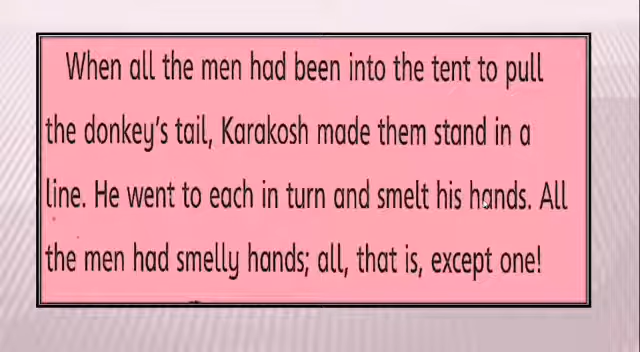 When all the men had been into the tent to pull
the donkey's tail, Karakosh made them stand in a
line. He went to each in turn and smelt his hands. All
the men had smelly hands; all, that is, except one!